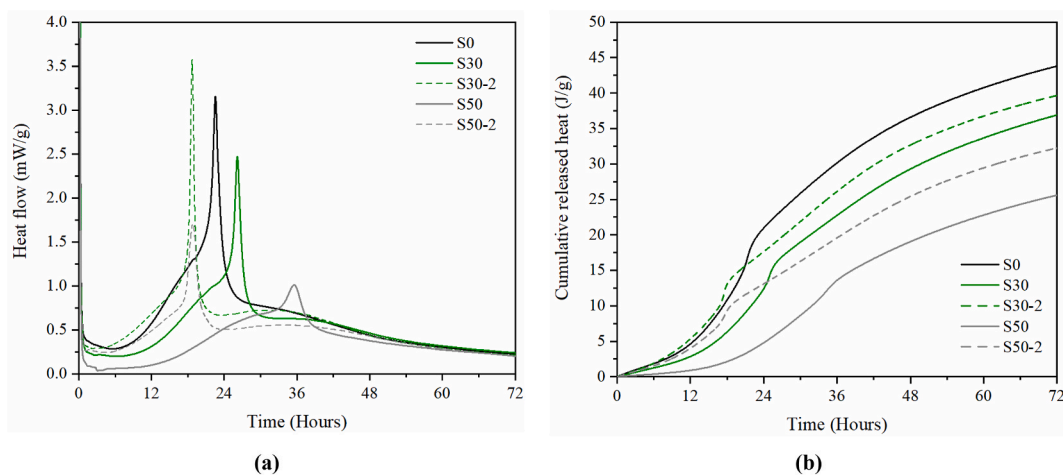 4.0
3.5
3.0
2.5
2.0
1.5
1.0
0.5
0.0
Heat flow (mW/g)
S0
S30
S30-2
S50
S50-2
0 12 24 36 48 60 72
Time (Hours)
(a)
50
45
40
35
30
25
20
15
10
5
0
Cumulative released heat (J/g)
S0
S30
S30-2
S50
S50-2
0 12 24 36 48 60 72
Time (Hours)
(b)